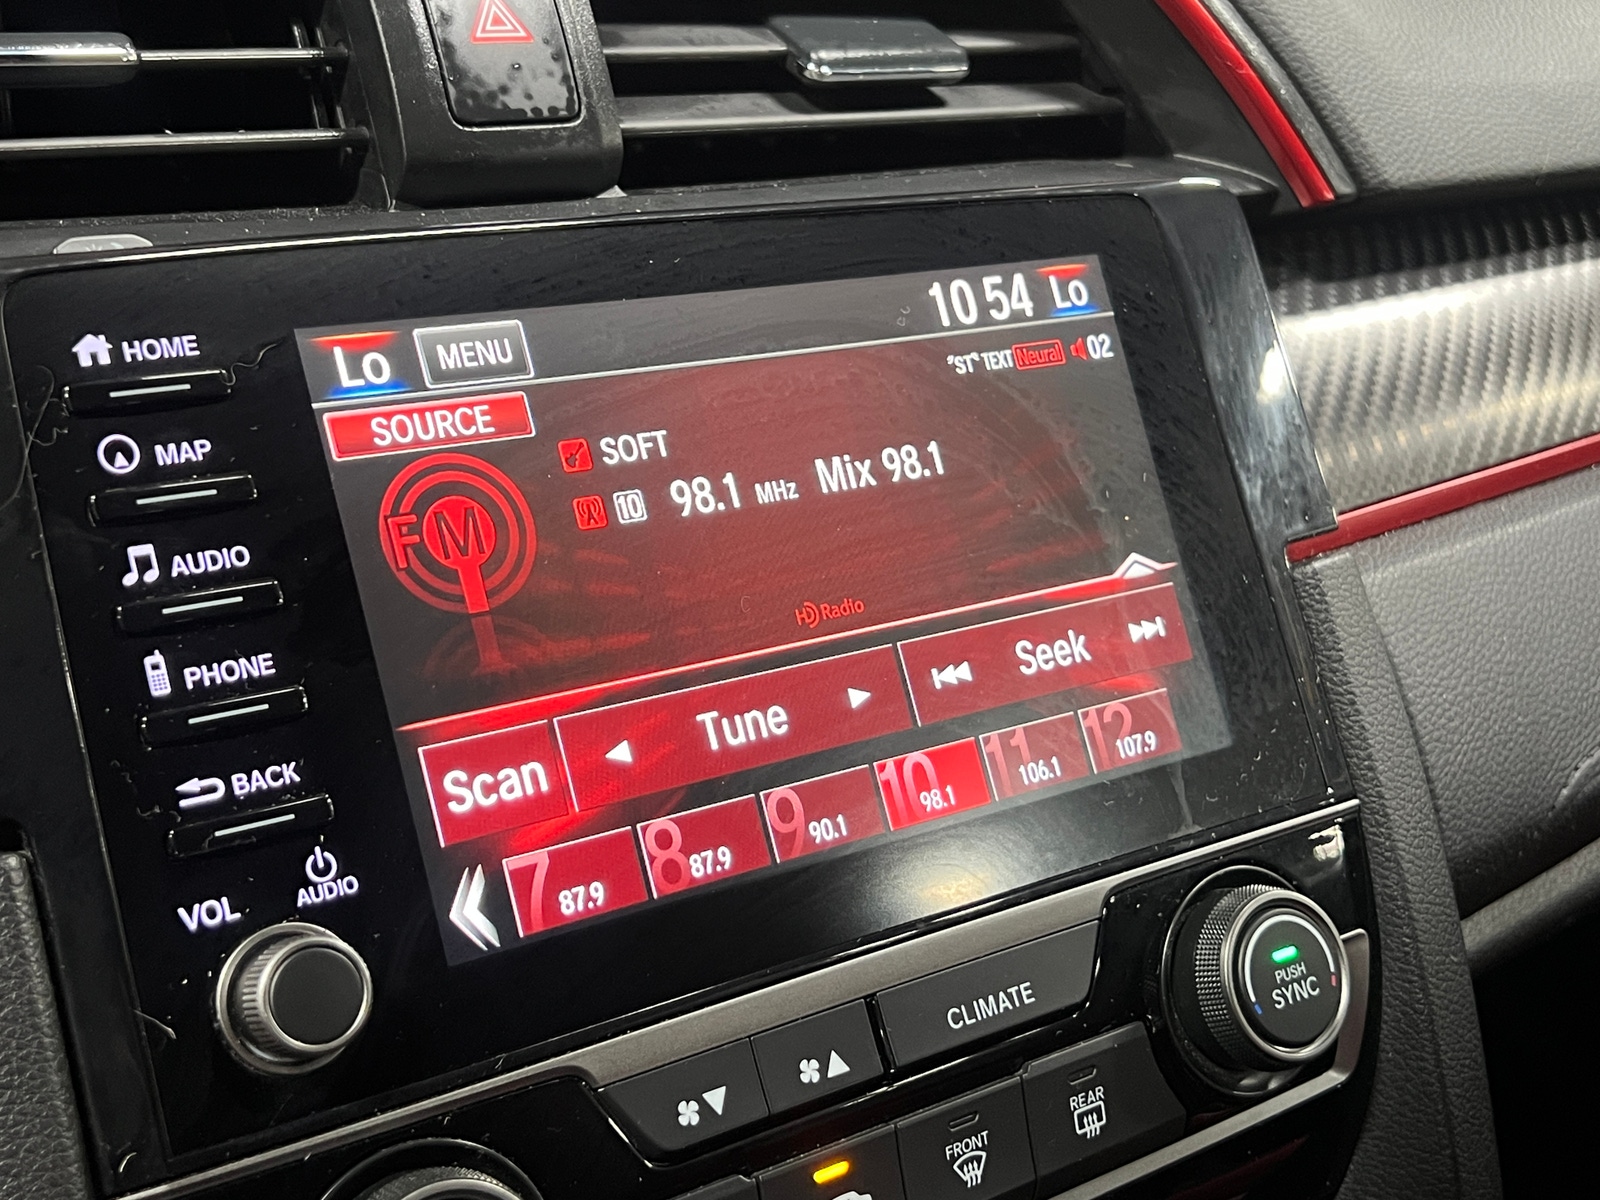 10 54 Lo
Lo MENU
"ST" TEXT Neural 02
SOURCE
SOFT
FM
10 98.1 MHz Mix 98.1
HD Radio
Scan Tune Seek
7 87.9 8 87.9 9 90.1 10 98.1 11 106.1 12 107.9
HOME
MAP
AUDIO
PHONE
BACK
VOL AUDIO
CLIMATE
PUSH
SYNC
FRONT
REAR